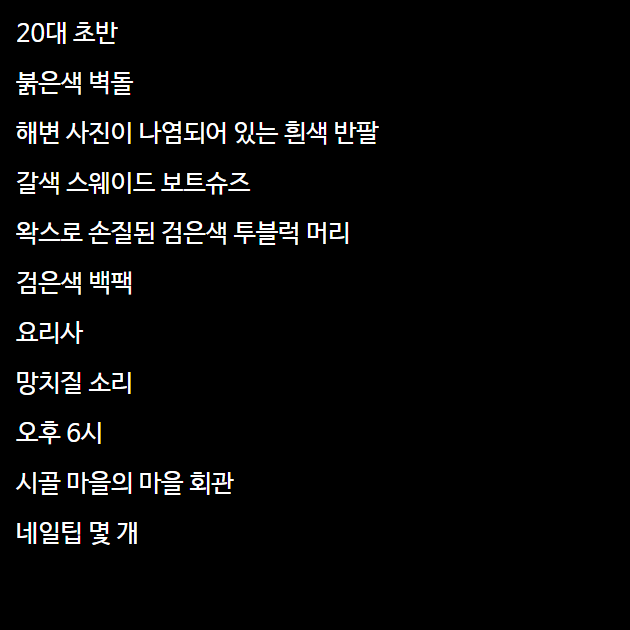 20대 초반
붉은색 벽돌
해변 사진이 나염되어 있는 흰색 반팔
갈색 스웨이드 보트슈즈
왁스로 손질된 검은색 투블럭 머리
검은색 백팩
요리사
망치질 소리
오후 6시
시골 마을의 마을 회관
네일팁 몇 개